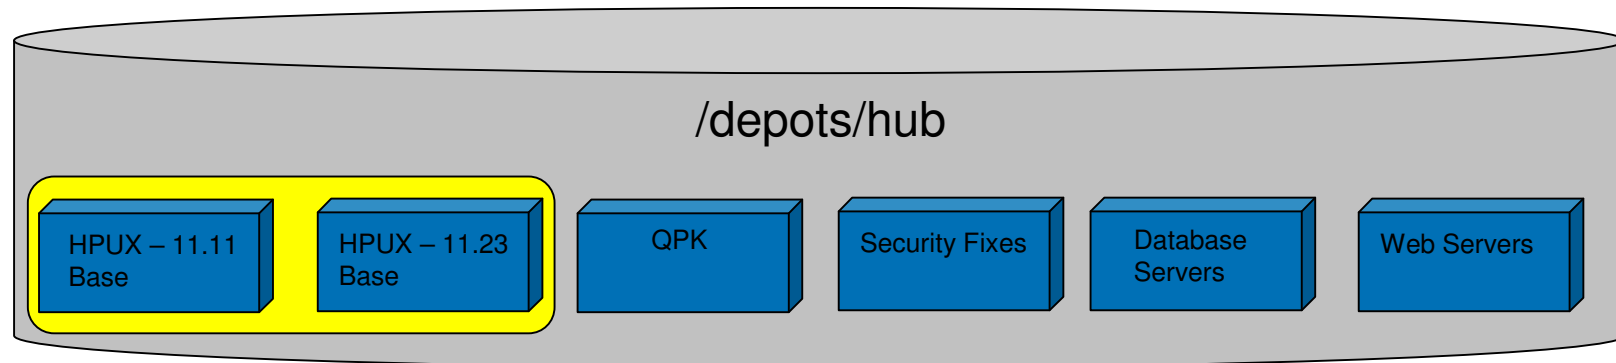 /depots/hub
HPUX – 11.11
Base
HPUX – 11.23
Base
QPK
Security Fixes
Database
Servers
Web Servers